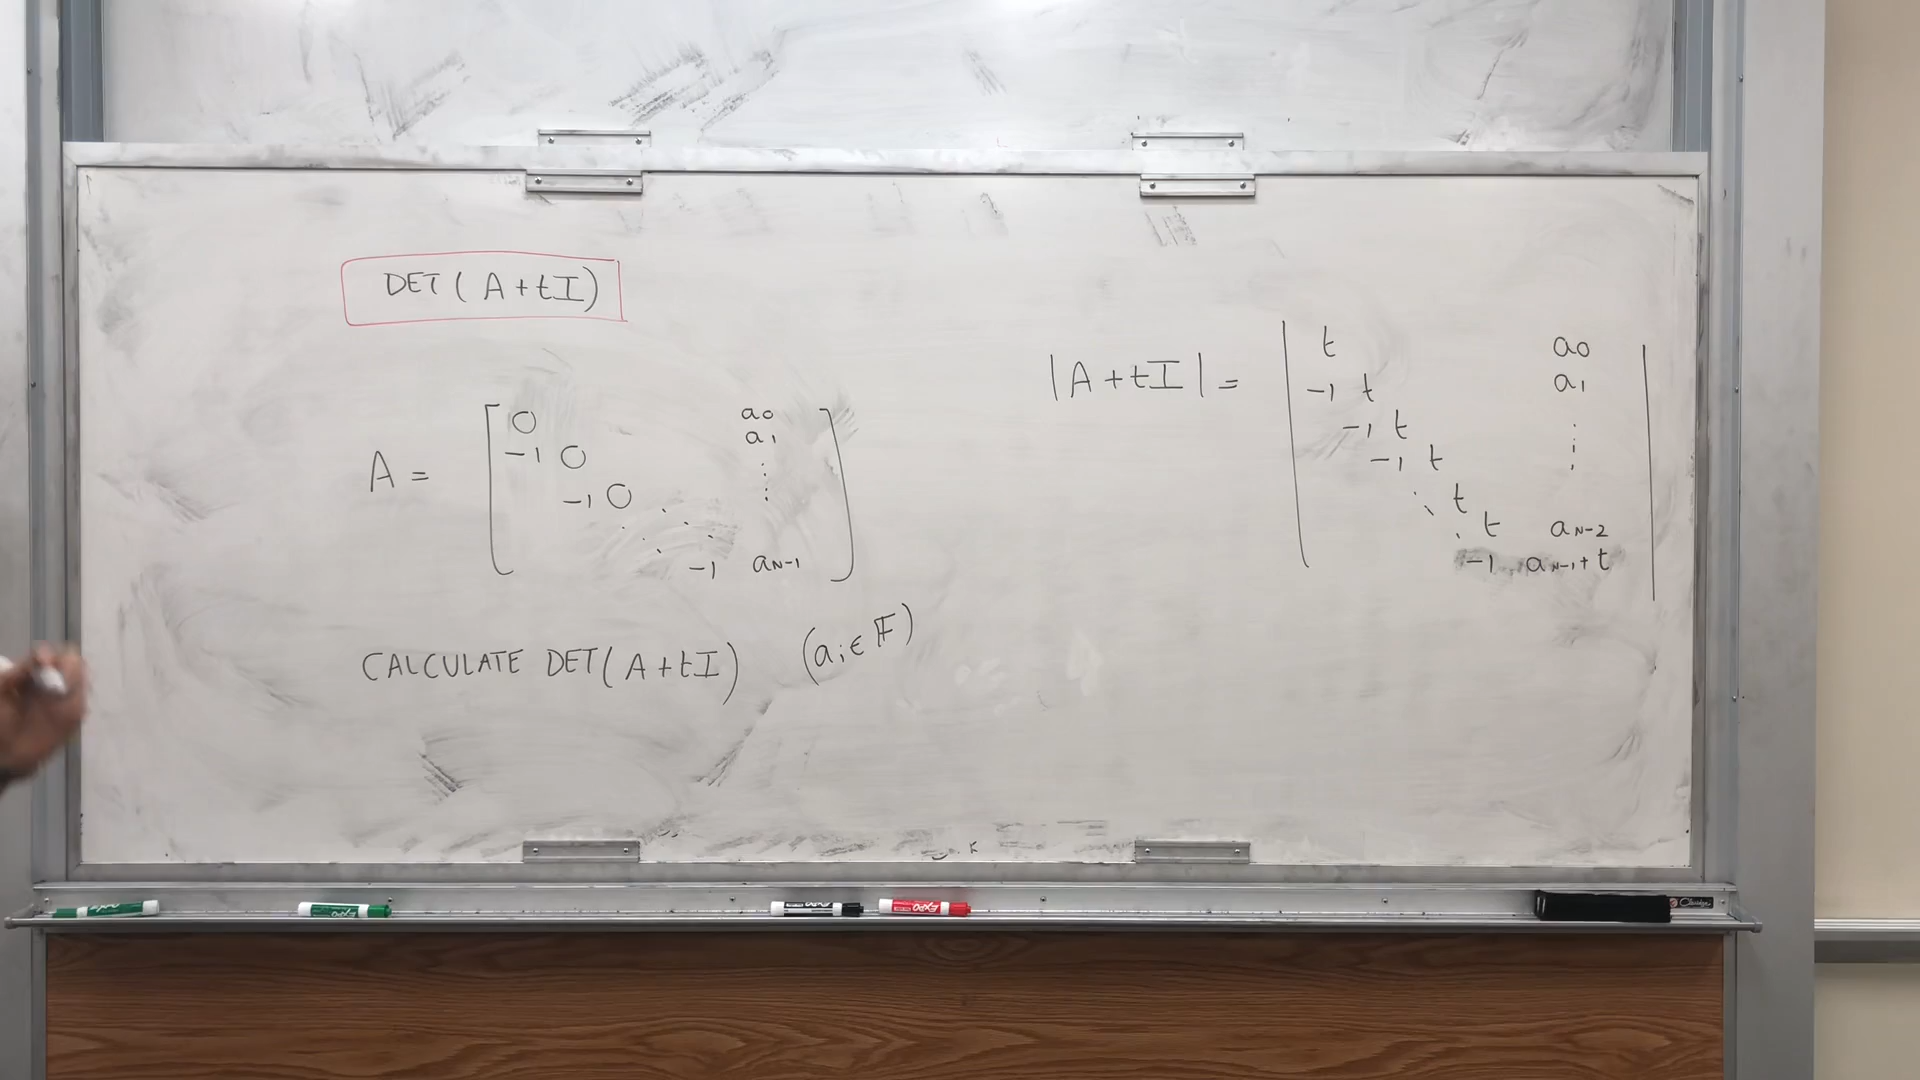 DET(A+tI)
A = [ 0 a0
-1 0 a1
-1 0 ⋱ ⋮
⋱ ⋱
-1 aN-1 ]
CALCULATE DET(A+tI) (ai∈𝔽)
|A+tI| = | t a0 |
-1 t a1
-1 t ⋮
-1 t
⋱ t
t aN-2
-1 aN-1+t
EXPO
EXPO
EXPO
EXPO